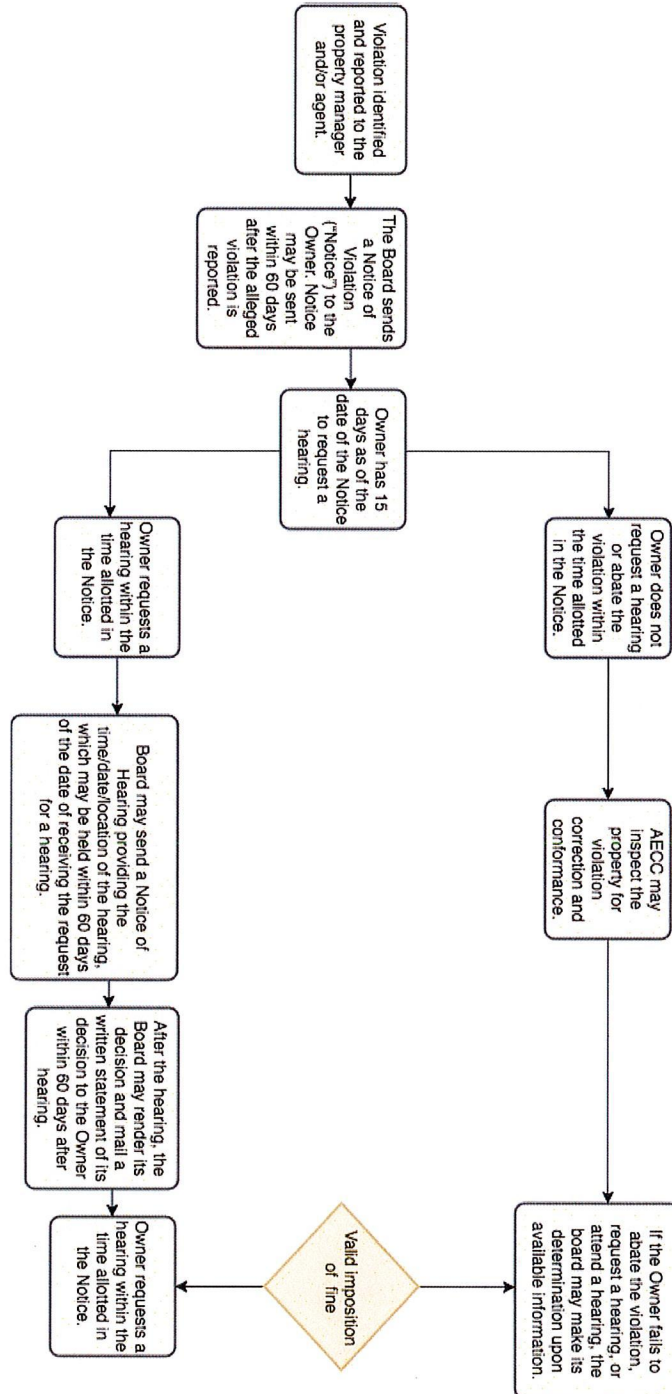 Violation identified
and reported to the
property manager
and/or agent.
The Board sends
a Notice of
Violation
("Notice") to the
Owner. Notice
may be sent
within 60 days
after the alleged
violation is
reported.
Owner has 15
days as of the
date of the Notice
to request a
hearing.
Owner does not
request a hearing
or abate the
violation within
the time allotted
in the Notice.
AECC may
inspect the
property for
violation
correction and
conformance.
If the Owner fails to
abate the violation,
request a hearing, or
attend a hearing, the
board may make its
determination upon
available information.
Owner requests a
hearing within the
time allotted in
the Notice.
Board may send a Notice of
Hearing providing the
time/date/location of the hearing,
which may be held within 60 days
of the date of receiving the request
for a hearing.
After the hearing, the
Board may render its
decision and mail a
written statement of its
decision to the Owner
within 60 days after
hearing.
Owner requests a
hearing within the
time allotted in
the Notice.
Valid imposition
of fine